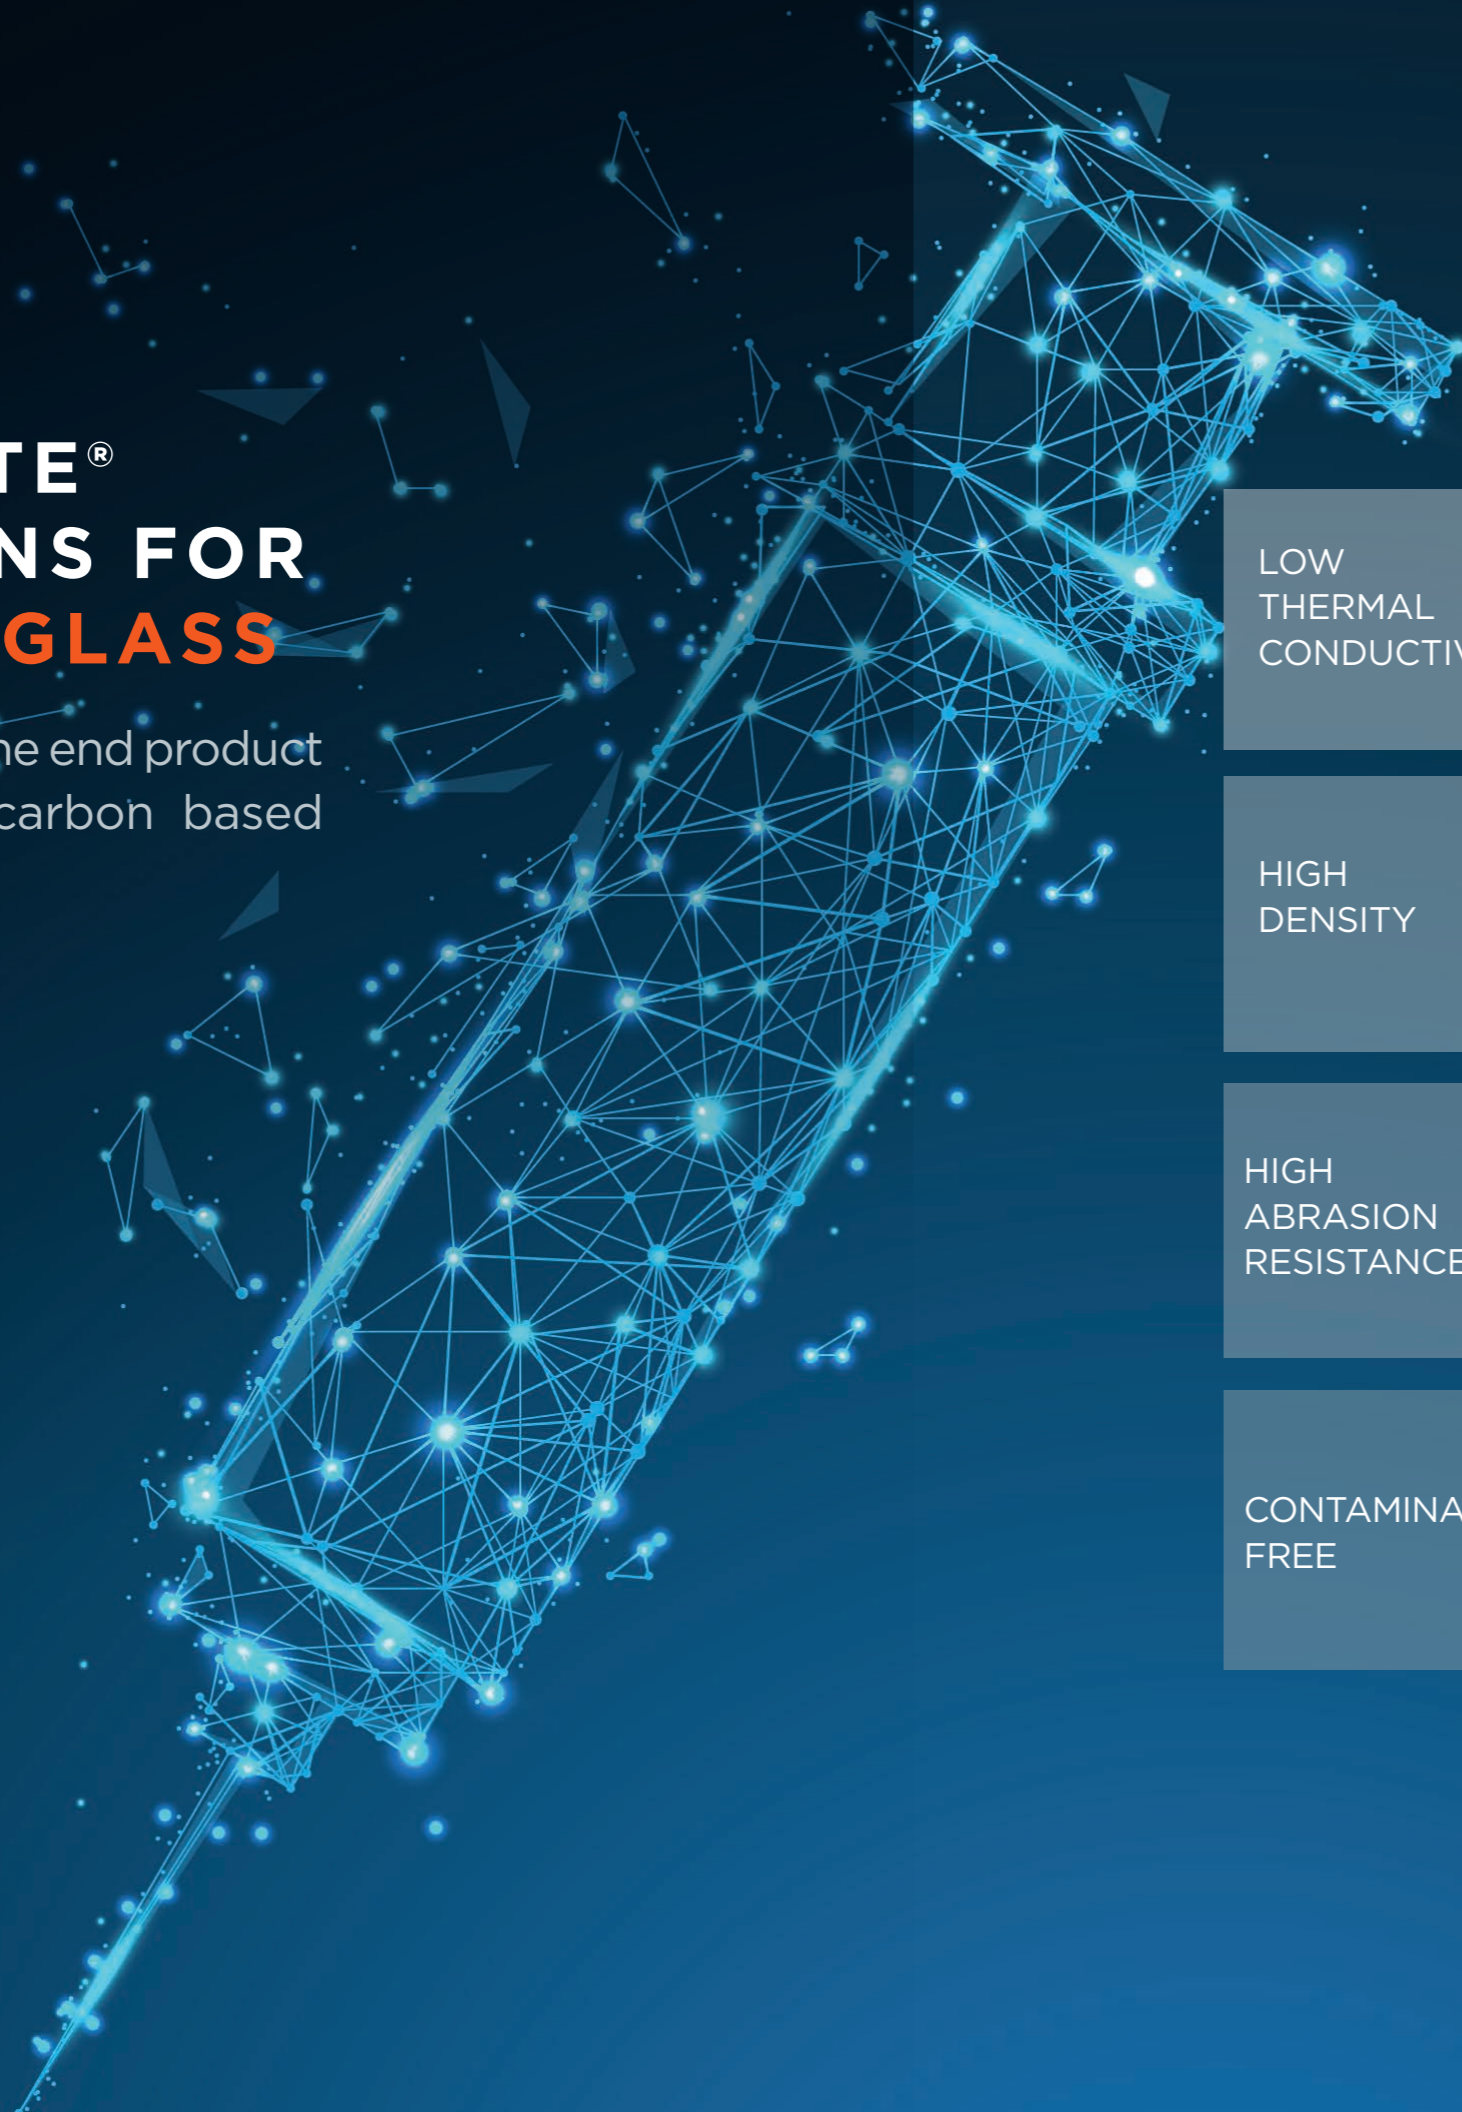 TE®
NS FOR
GLASS
he end product
carbon based
LOW
THERMAL
CONDUCTIV
HIGH
DENSITY
HIGH
ABRASION
RESISTANCE
CONTAMINA
FREE